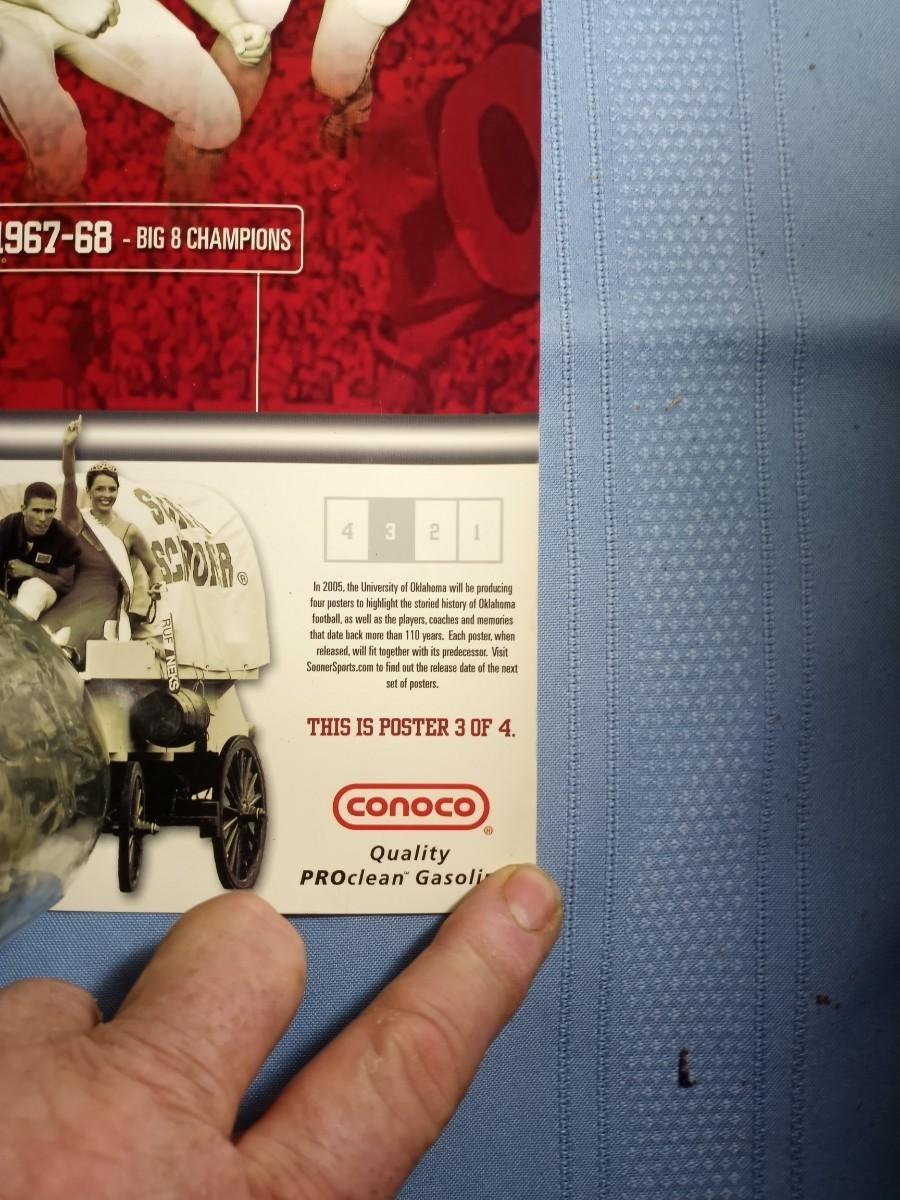 1967-68 - BIG 8 CHAMPIONS
SCHOONER®
RUF NEKS
4 3 2 1
In 2005, the University of Oklahoma will be producing
four posters to highlight the storied history of Oklahoma
football, as well as the players, coaches and memories
that date back more than 110 years. Each poster, when
released, will fit together with its predecessor. Visit
SoonerSports.com to find out the release date of the next
set of posters.
THIS IS POSTER 3 OF 4.
conoco®
Quality
PROclean™